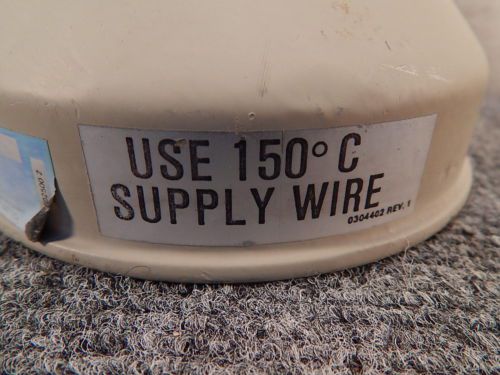 USE 150° C
SUPPLY WIRE
0304402 REV. 1